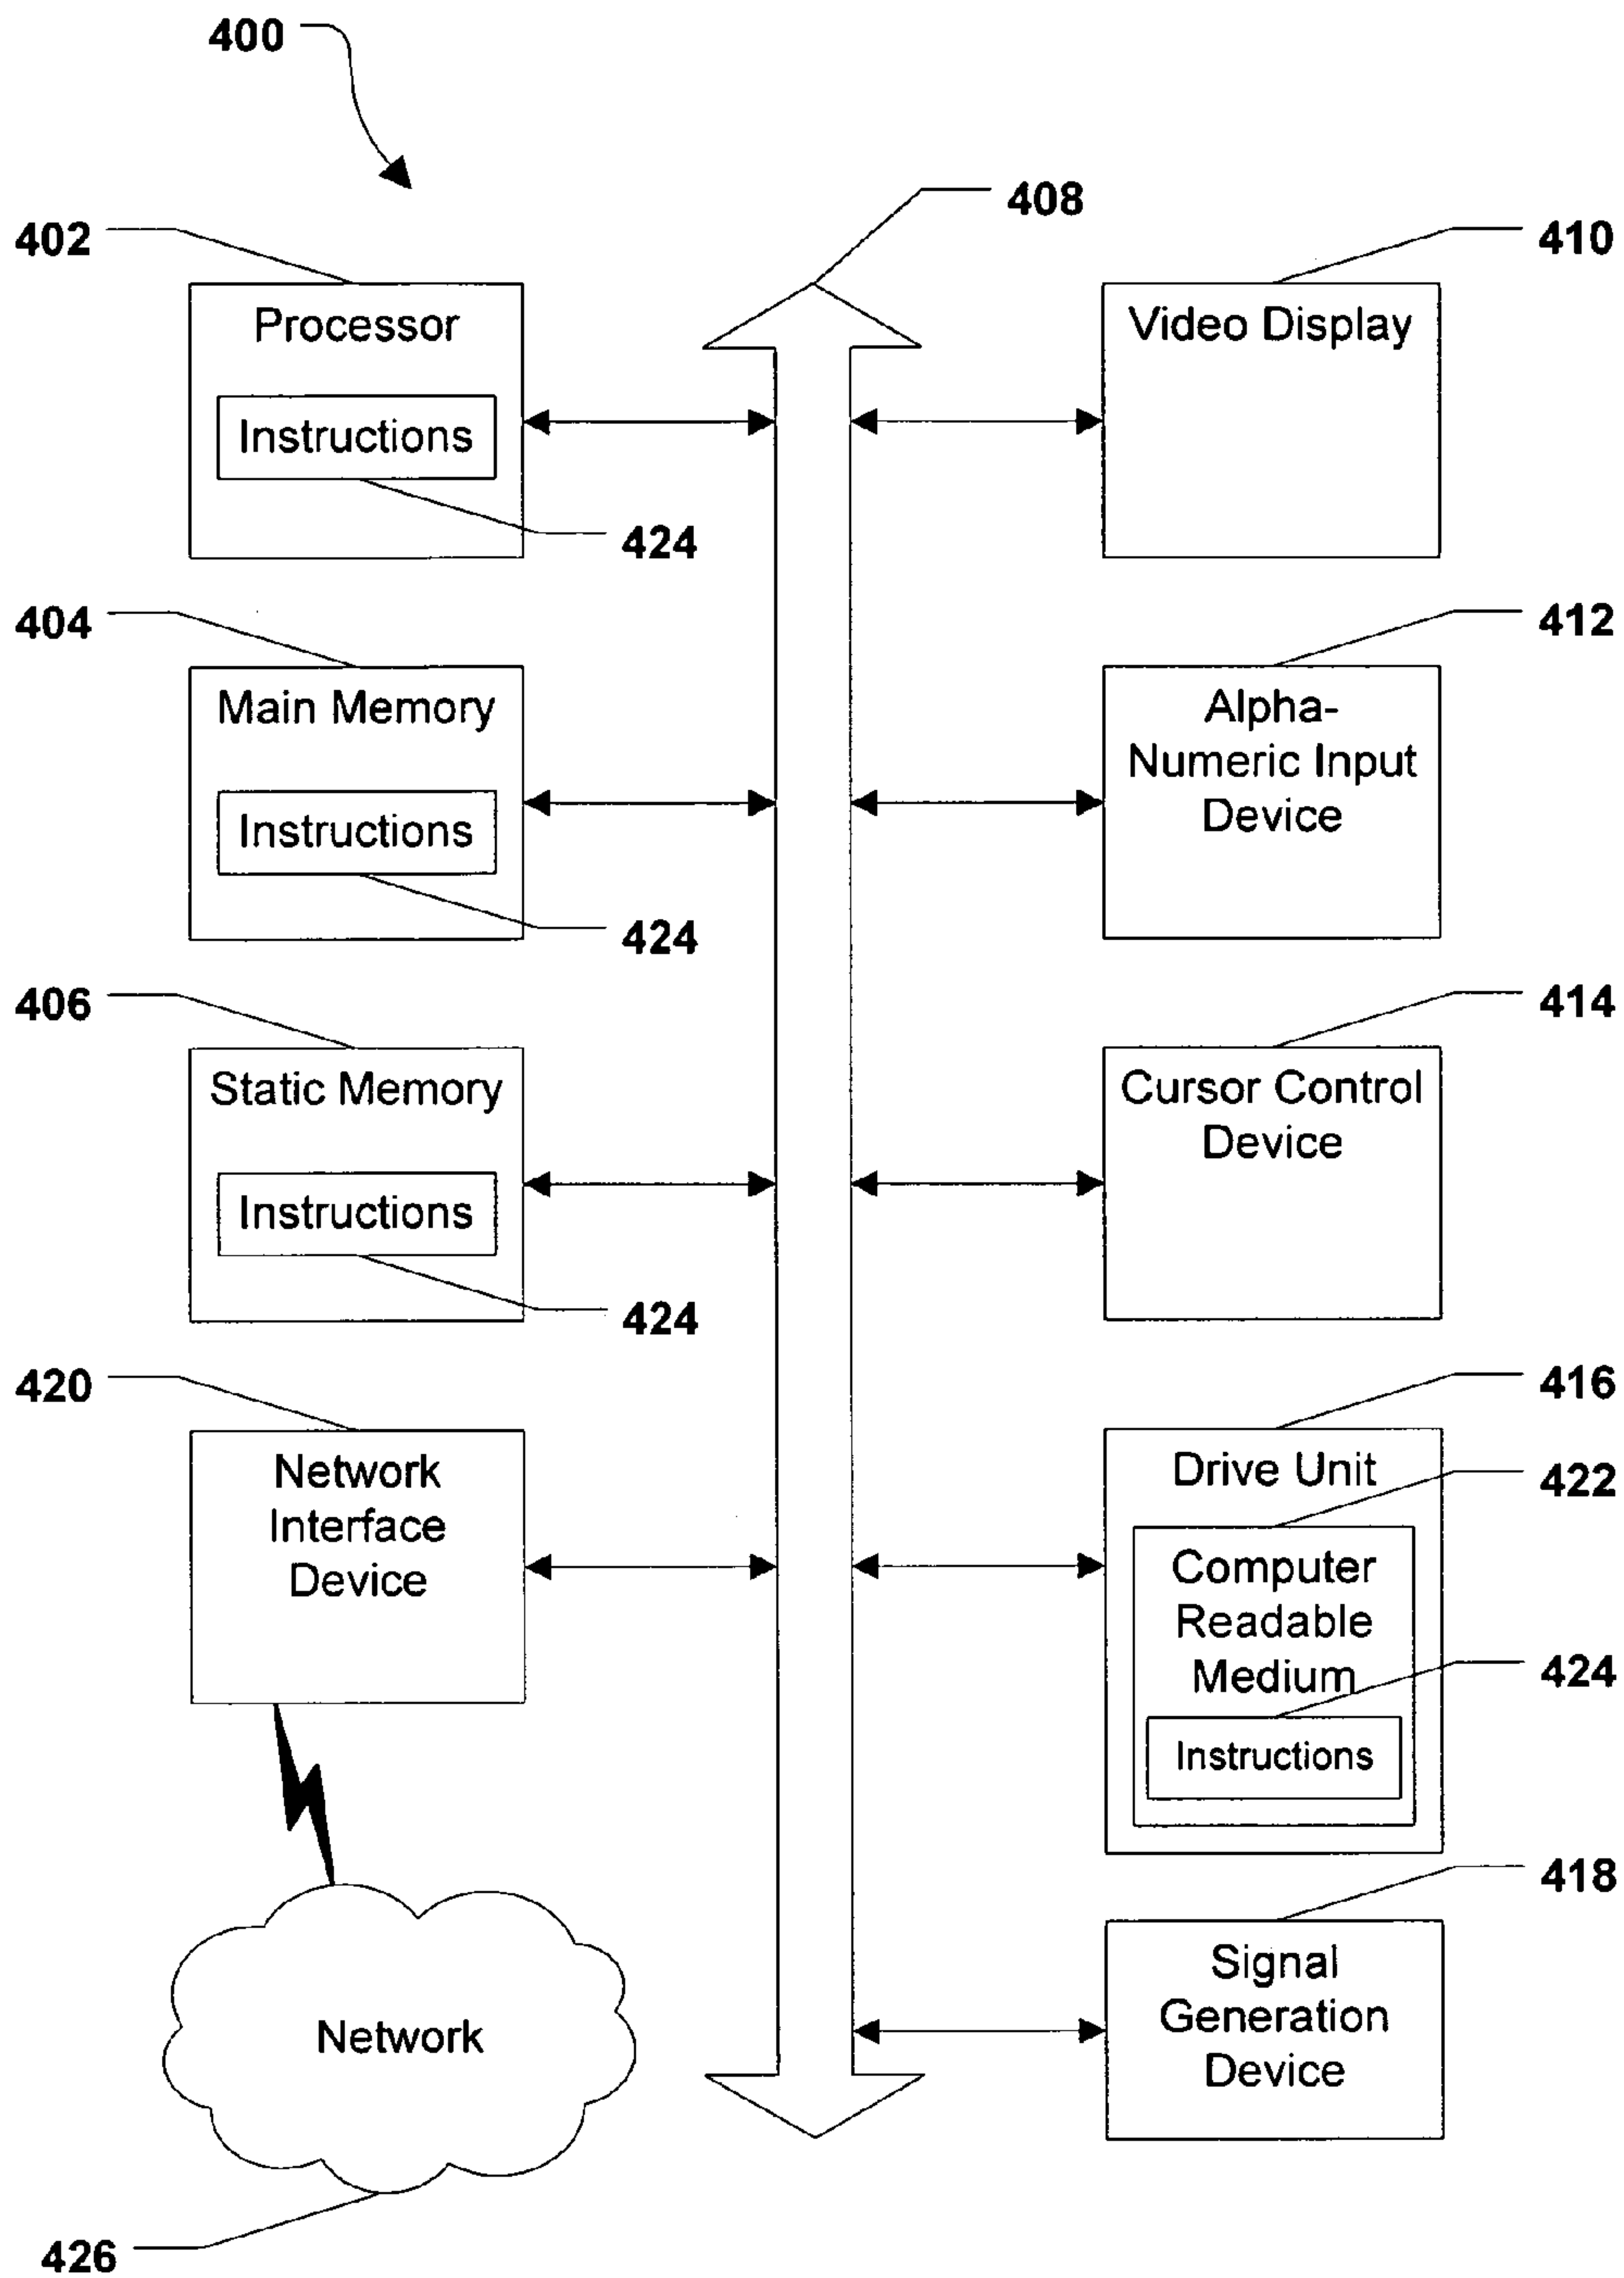 400
408
402
410
Processor
Instructions
424
Video Display
404
412
Main Memory
Instructions
424
Alpha-
Numeric Input
Device
406
414
Static Memory
Instructions
424
Cursor Control
Device
420
416
Network
Interface
Device
Drive Unit
422
Computer
Readable
Medium
424
Instructions
418
Signal
Generation
Device
Network
426